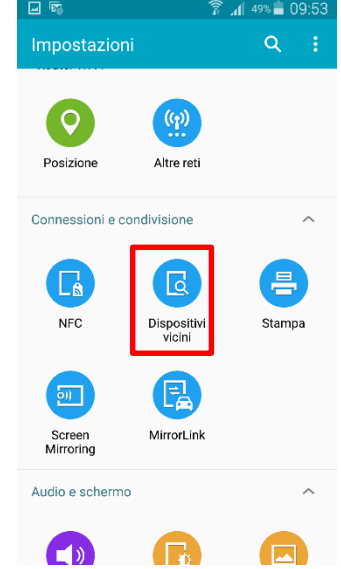 49% 09:53
Impostazioni
Posizione
Altre reti
Connessioni e condivisione
NFC
Dispositivi
vicini
Stampa
Screen
Mirroring
MirrorLink
Audio e schermo